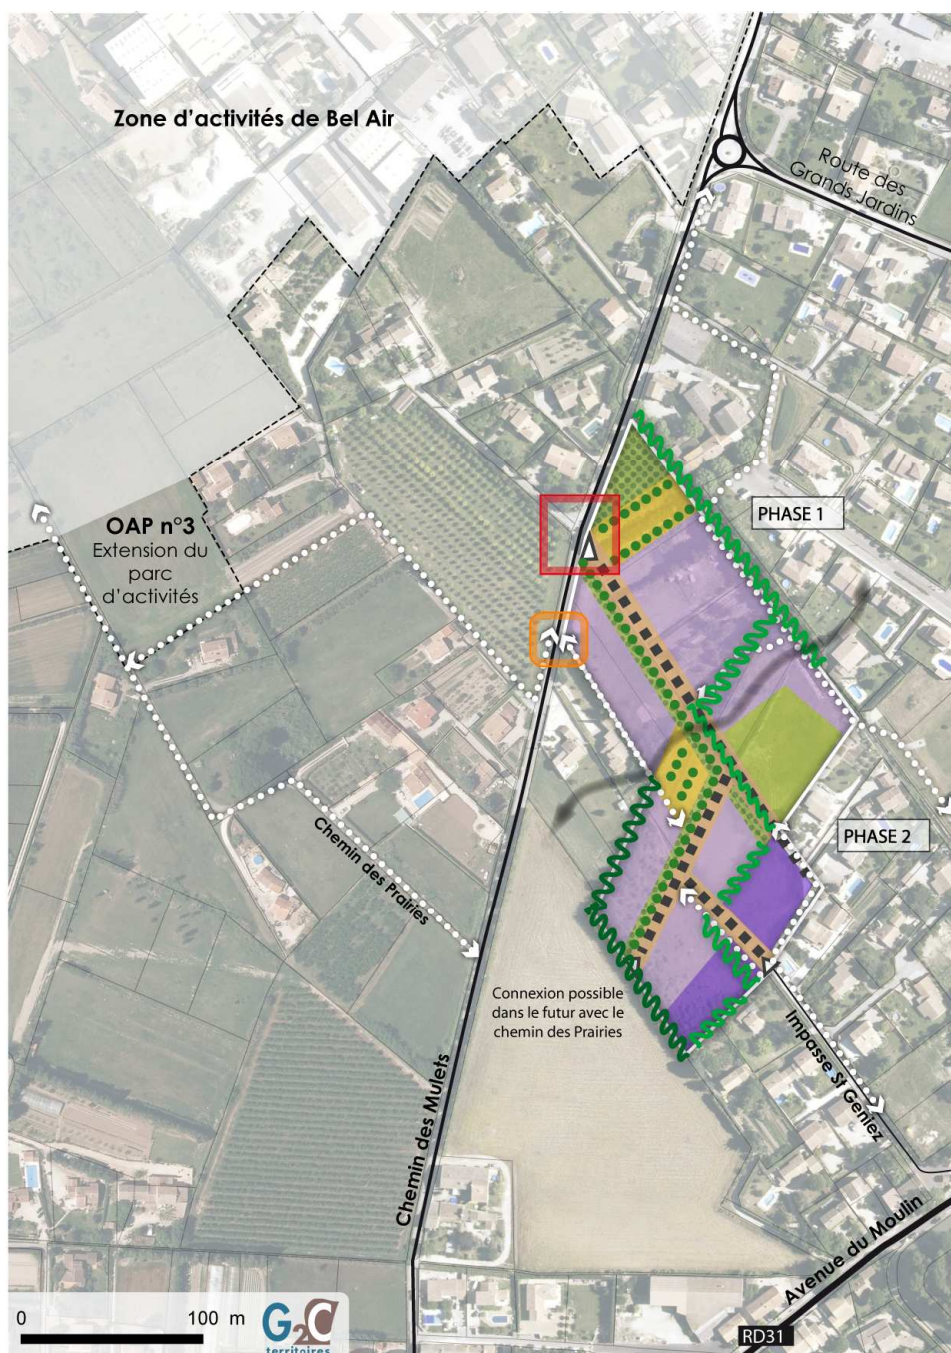 Zone d'activités de Bel Air
Route des
Grands Jardins
OAP n°3
Extension du
parc
d'activités
PHASE 1
PHASE 2
Chemin des Prairies
Connexion possible
dans le futur avec le
chemin des Prairies
Impasse St Geniez
Chemin des Mulets
Avenue du Moulin
RD31
0 100 m
G2C
territoires